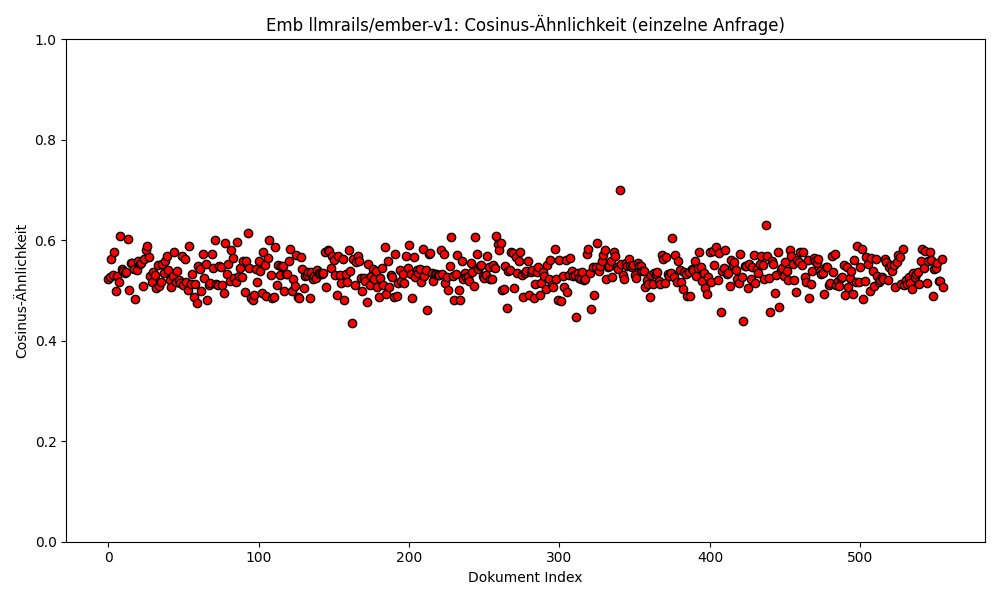 Emb llmrails/ember-v1: Cosinus-Ähnlichkeit (einzelne Anfrage)
1.0
0.8
0.6
0.4
0.2
0.0
Cosinus-Ähnlichkeit
0 100 200 300 400 500
Dokument Index